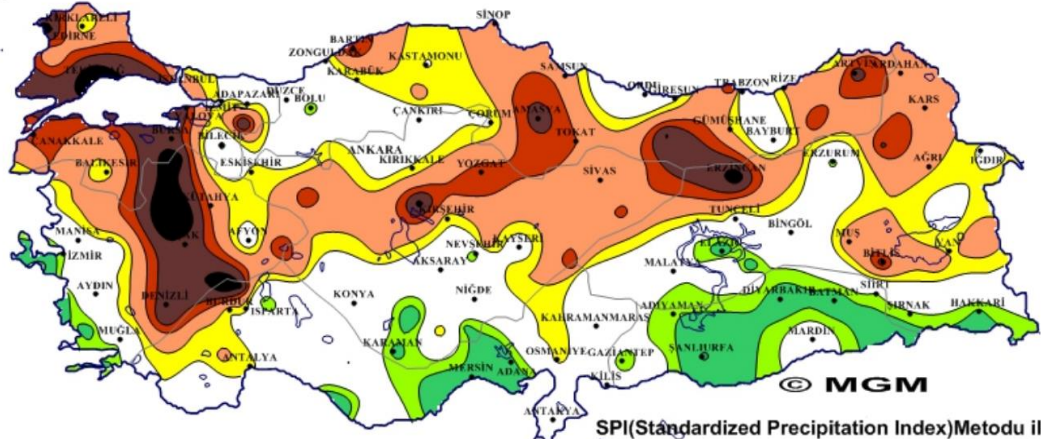 SİNOP
KIRKLARELİ
EDİRNE
BARTIN
ZONGULDAK
KASTAMONU
KARABÜK
SAMSUN
ARTVİN
ARDAHAN
İSTANBUL
ORDU
GİRESUN
TRABZON
RİZE
ADAPAZARI
DÜZCE
BOLU
YALOVA
ÇANKIRI
ÇORUM
AMASYA
KARS
GÜMÜŞHANE
BAYBURT
ÇANAKKALE
BURSA
BİLECİK
TOKAT
ANKARA
ERZURUM
IĞDIR
BALIKESİR
ESKİŞEHİR
KIRIKKALE
YOZGAT
SİVAS
ERZİNCAN
AĞRI
KÜTAHYA
KIRŞEHİR
TUNCELİ
BİNGÖL
MANİSA
AFYON
NEVŞEHİR
KAYSERİ
MUŞ
VAN
İZMİR
AKSARAY
MALATYA
ELAZIĞ
BİTLİS
AYDIN
DENİZLİ
BURDUR
ISPARTA
KONYA
NİĞDE
ADIYAMAN
DİYARBAKIR
BATMAN
SİİRT
ŞIRNAK
HAKKARİ
MUĞLA
KAHRAMANMARAŞ
MARDİN
ANTALYA
KARAMAN
MERSİN
ADANA
OSMANİYE
GAZİANTEP
ŞANLIURFA
KİLİS
© MGM
ANTAKYA
SPI(Standardized Precipitation Index)Metodu il